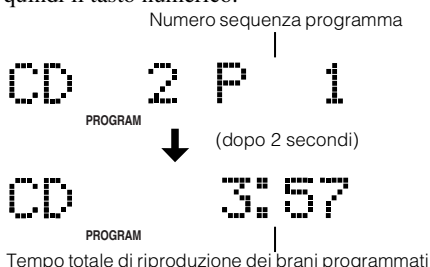 quindi il tasto numerico.
Numero sequenza programma
CD 2 P 1
PROGRAM
(dopo 2 secondi)
CD 3:57
PROGRAM
Tempo totale di riproduzione dei brani programmati